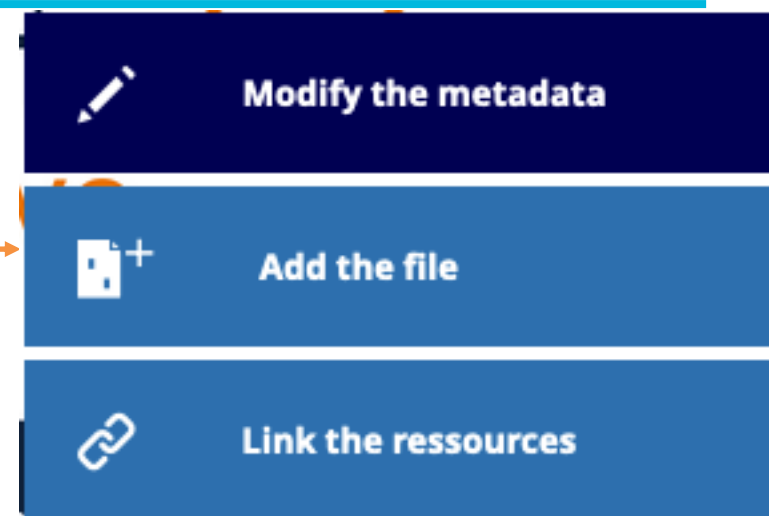 Modify the metadata
Add the file
Link the ressources